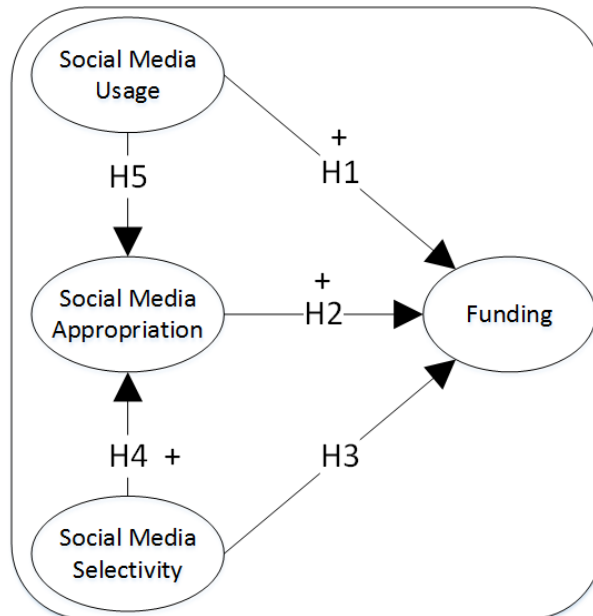 Social Media
Usage
+
H1
H5
Social Media
Appropriation
+
H2
Funding
H4 +
H3
Social Media
Selectivity